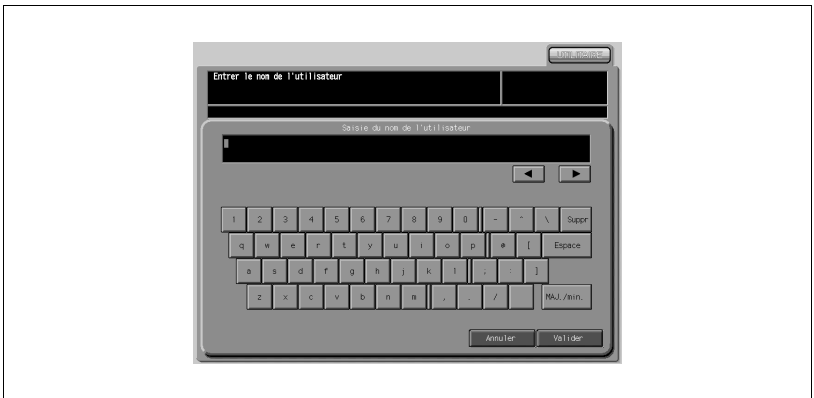 UTILITAIRE
Entrer le nom de l'utilisateur
Saisie du nom de l'utilisateur
1 2 3 4 5 6 7 8 9 0 - ^ \ Suppr
q w e r t y u i o p @ [ Espace
a s d f g h j k l ; : ]
z x c v b n m , . / MAJ./min.
Annuler Valider